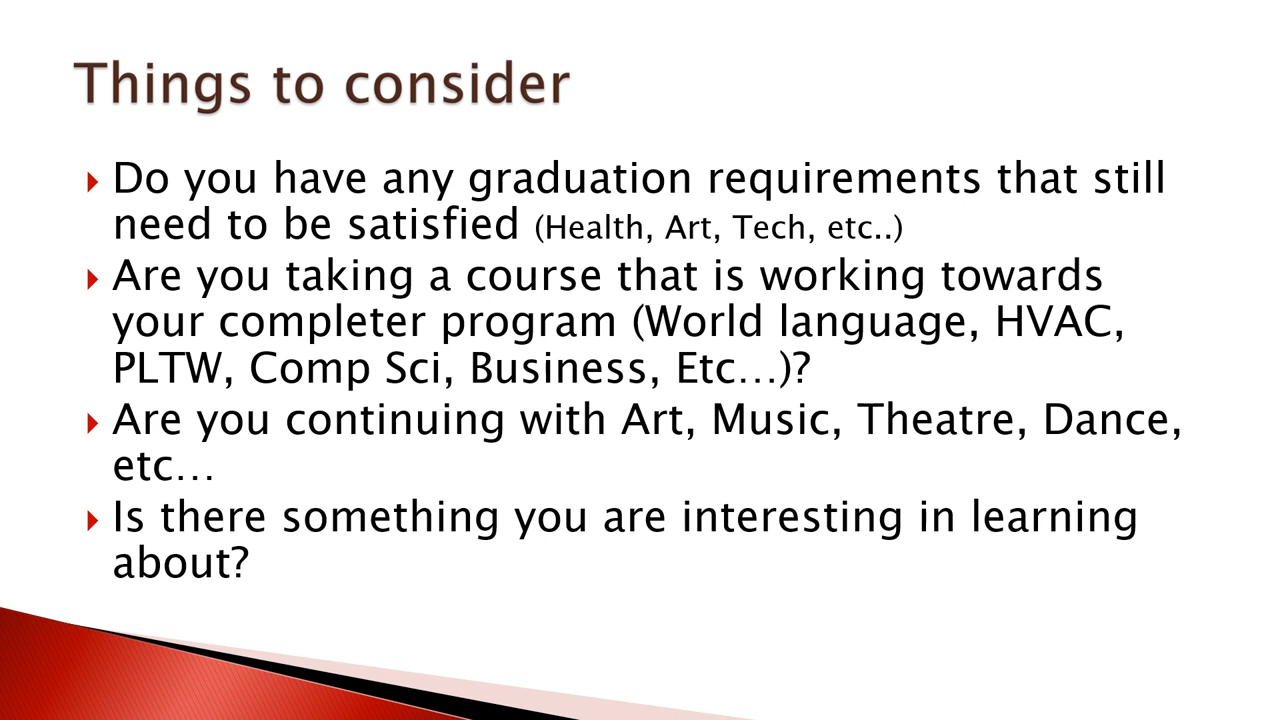 Things to consider
Do you have any graduation requirements that still
need to be satisfied (Health, Art, Tech, etc..)
Are you taking a course that is working towards
your completer program (World language, HVAC,
PLTW, Comp Sci, Business, Etc…)?
Are you continuing with Art, Music, Theatre, Dance,
etc…
Is there something you are interesting in learning
about?